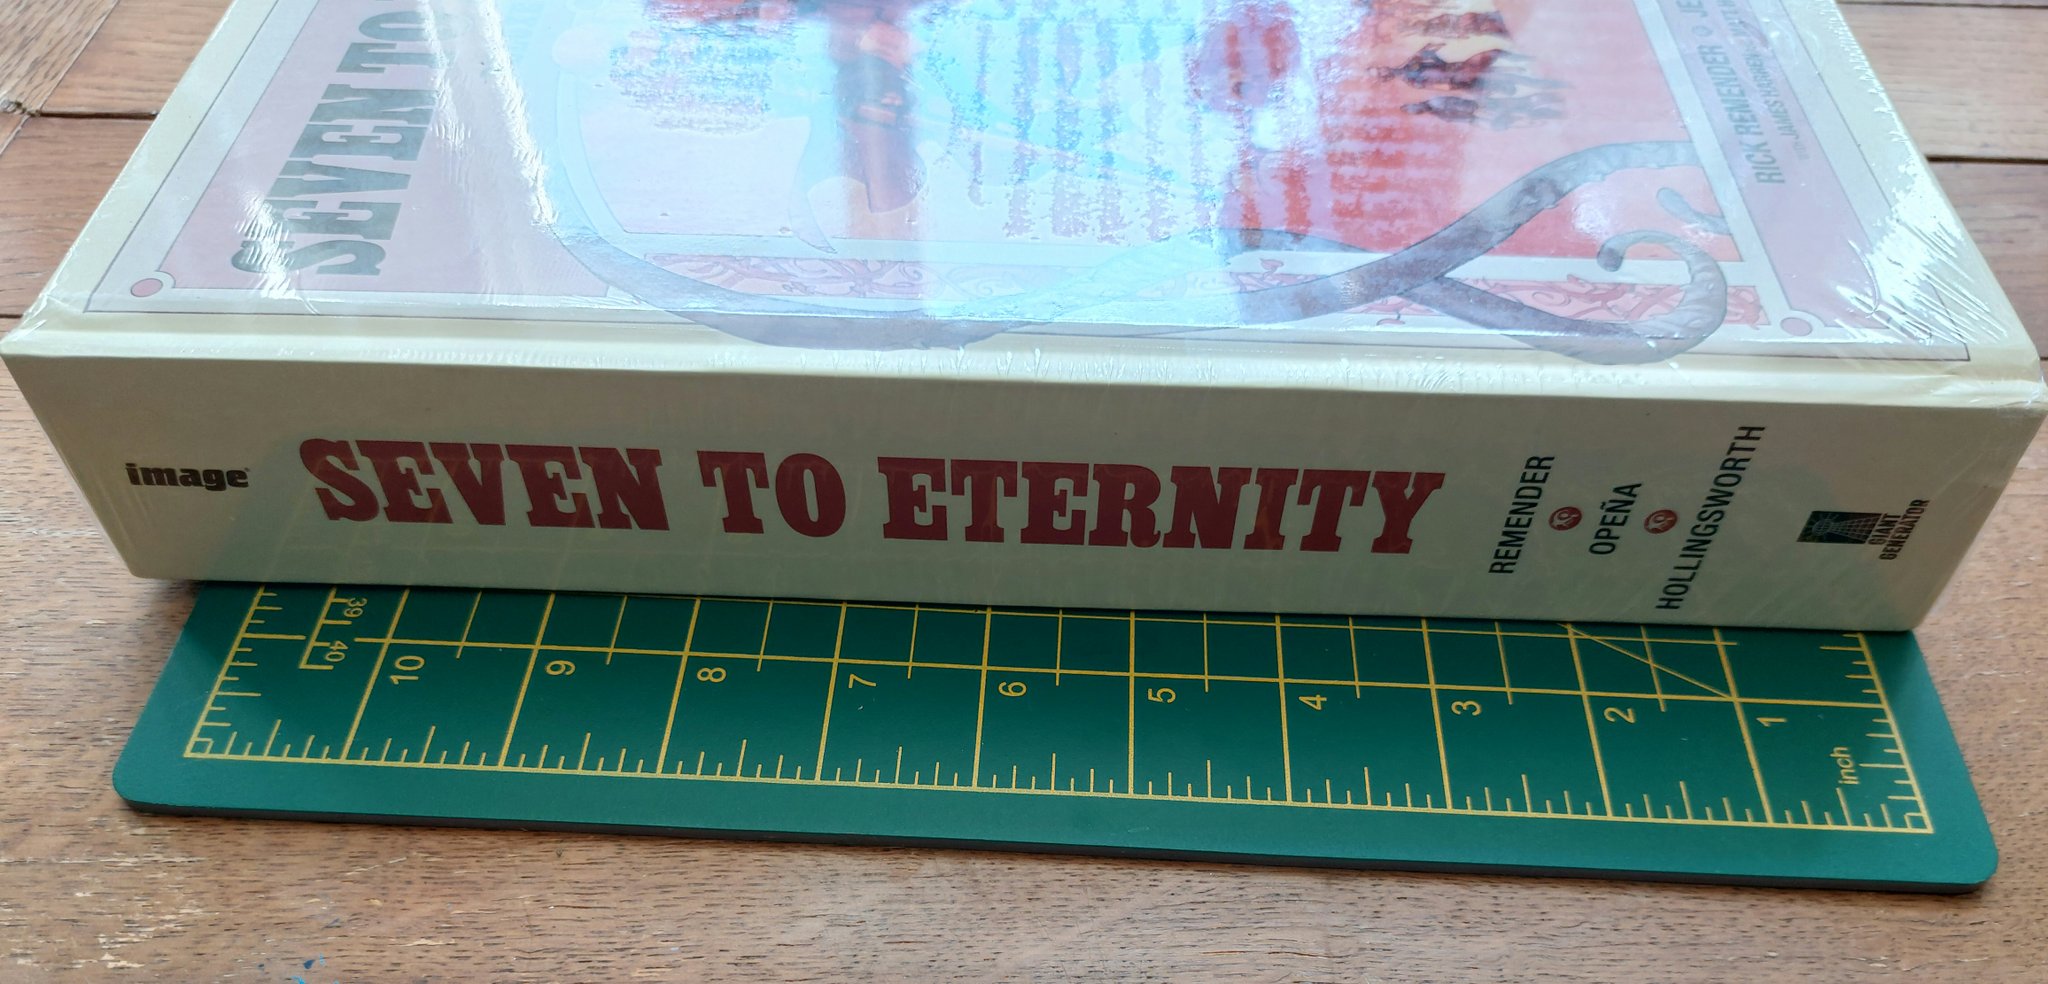 SEVEN TO
RICK REMENDER
image
SEVEN TO ETERNITY
REMENDER
&
OPEÑA
&
HOLLINGSWORTH
GIANT
GENERATOR
39
40
10
9
8
7
6
5
4
3
2
1
inch